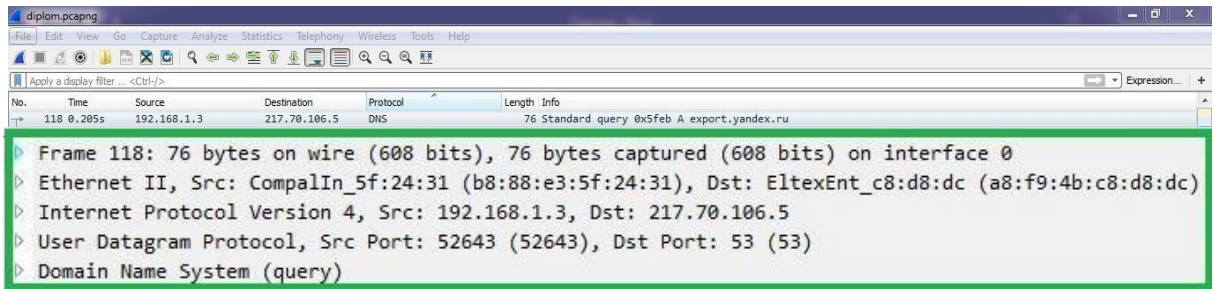 diplom.pcapng
File Edit View Go Capture Analyze Statistics Telephony Wireless Tools Help
Apply a display filter ... <Ctrl-/> Expression... +
No. Time Source Destination Protocol Length Info
118 0.205s 192.168.1.3 217.70.106.5 DNS 76 Standard query 0x5feb A export.yandex.ru
Frame 118: 76 bytes on wire (608 bits), 76 bytes captured (608 bits) on interface 0
Ethernet II, Src: CompalIn_5f:24:31 (b8:88:e3:5f:24:31), Dst: EltexEnt_c8:d8:dc (a8:f9:4b:c8:d8:dc)
Internet Protocol Version 4, Src: 192.168.1.3, Dst: 217.70.106.5
User Datagram Protocol, Src Port: 52643 (52643), Dst Port: 53 (53)
Domain Name System (query)